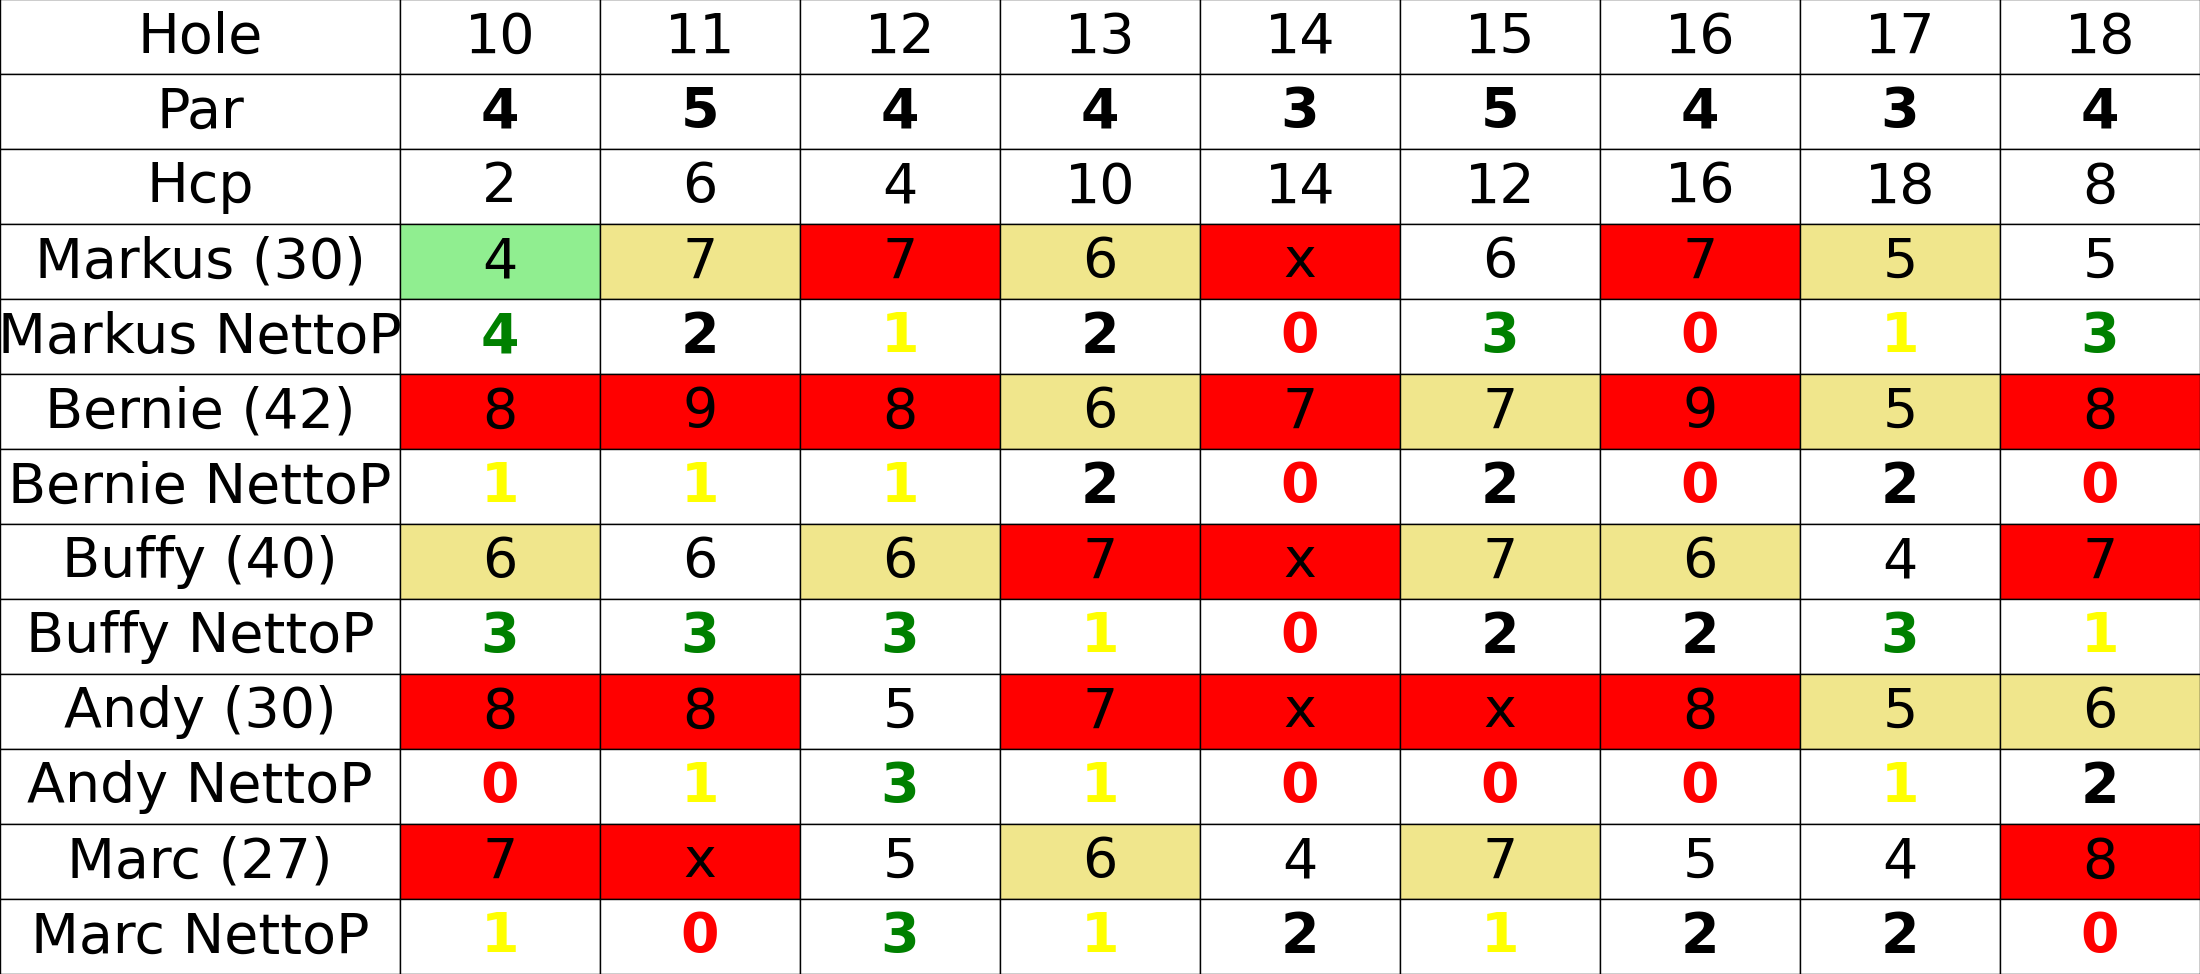 Hole 10 11 12 13 14 15 16 17 18
Par 4 5 4 4 3 5 4 3 4
Hcp 2 6 4 10 14 12 16 18 8
Markus (30) 4 7 7 6 x 6 7 5 5
Markus NettoP 4 2 1 2 0 3 0 1 3
Bernie (42) 8 9 8 6 7 7 9 5 8
Bernie NettoP 1 1 1 2 0 2 0 2 0
Buffy (40) 6 6 6 7 x 7 6 4 7
Buffy NettoP 3 3 3 1 0 2 2 3 1
Andy (30) 8 8 5 7 x x 8 5 6
Andy NettoP 0 1 3 1 0 0 0 1 2
Marc (27) 7 x 5 6 4 7 5 4 8
Marc NettoP 1 0 3 1 2 1 2 2 0